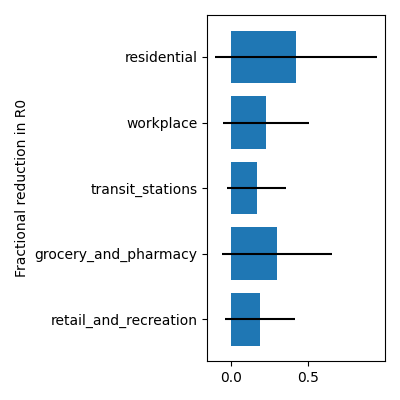 Fractional reduction in R0
residential
workplace
transit_stations
grocery_and_pharmacy
retail_and_recreation
0.0 0.5